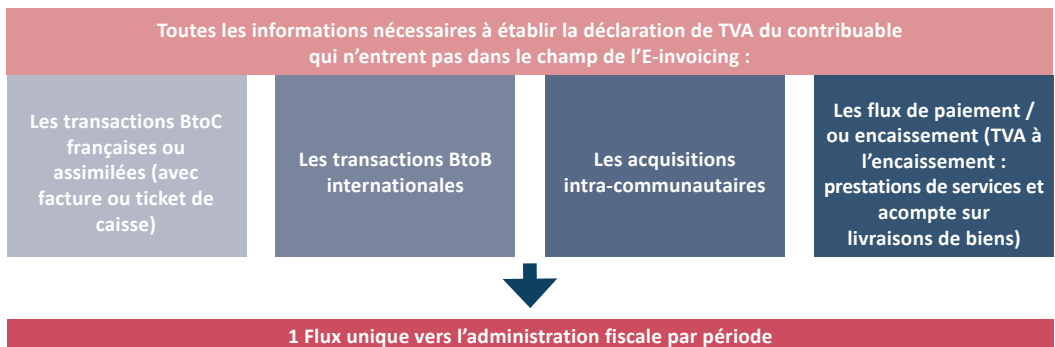 Toutes les informations nécessaires à établir la déclaration de TVA du contribuable
qui n'entrent pas dans le champ de l'E-invoicing :
Les transactions BtoC
françaises ou
assimilées (avec
facture ou ticket de
caisse)
Les transactions BtoB
internationales
Les acquisitions
intra-communautaires
Les flux de paiement /
ou encaissement (TVA à
l'encaissement :
prestations de services et
acompte sur
livraisons de biens)
1 Flux unique vers l'administration fiscale par période